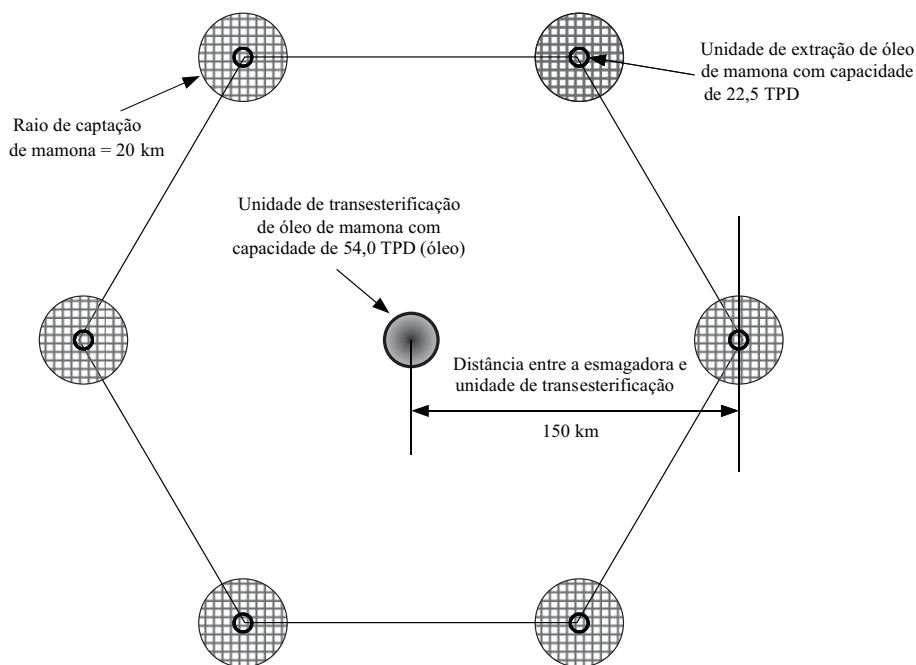 Unidade de extração de óleo
de mamona com capacidade
de 22,5 TPD
Raio de captação
de mamona = 20 km
Unidade de transesterificação
de óleo de mamona com
capacidade de 54,0 TPD (óleo)
Distância entre a esmagadora e
unidade de transesterificação
150 km